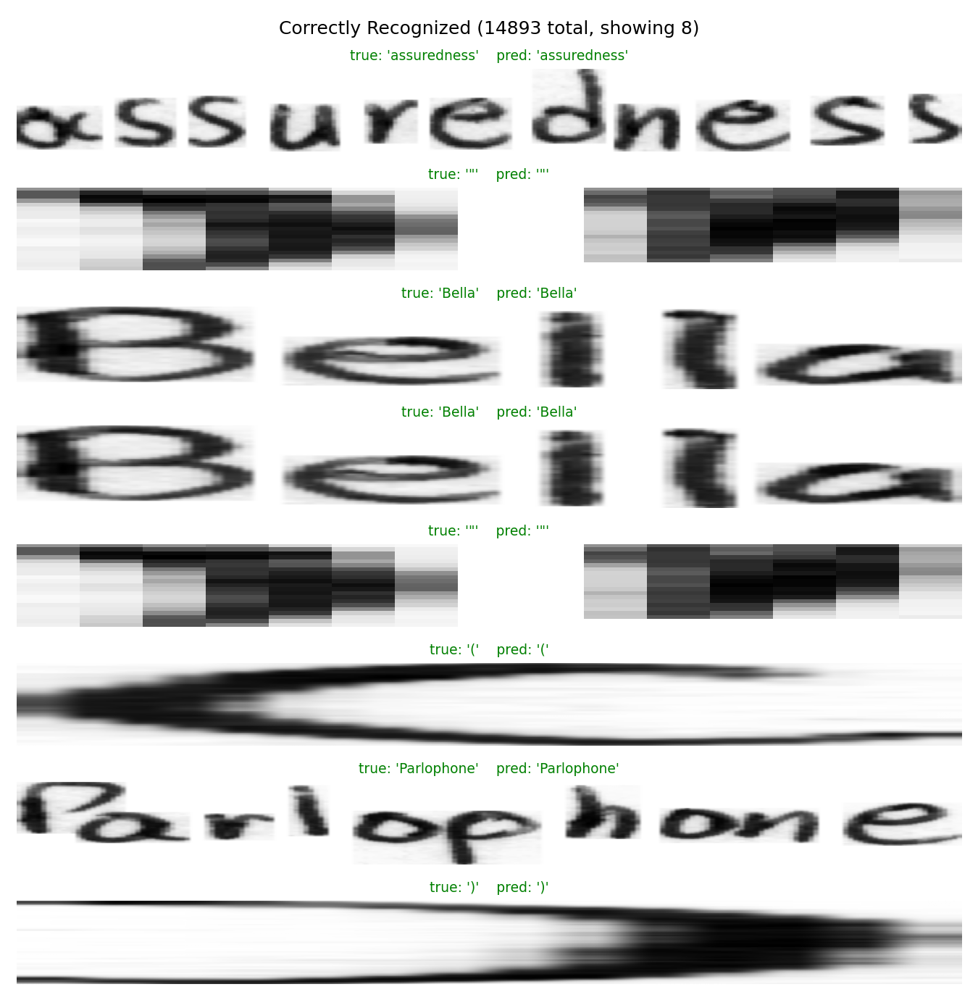 Correctly Recognized (14893 total, showing 8)
true: 'assuredness' pred: 'assuredness'
assuredness
true: '"' pred: '"'
"
true: 'Bella' pred: 'Bella'
Bella
true: 'Bella' pred: 'Bella'
Bella
true: '"' pred: '"'
"
true: '(' pred: '('
(
true: 'Parlophone' pred: 'Parlophone'
Parlophone
true: ')' pred: ')'
)